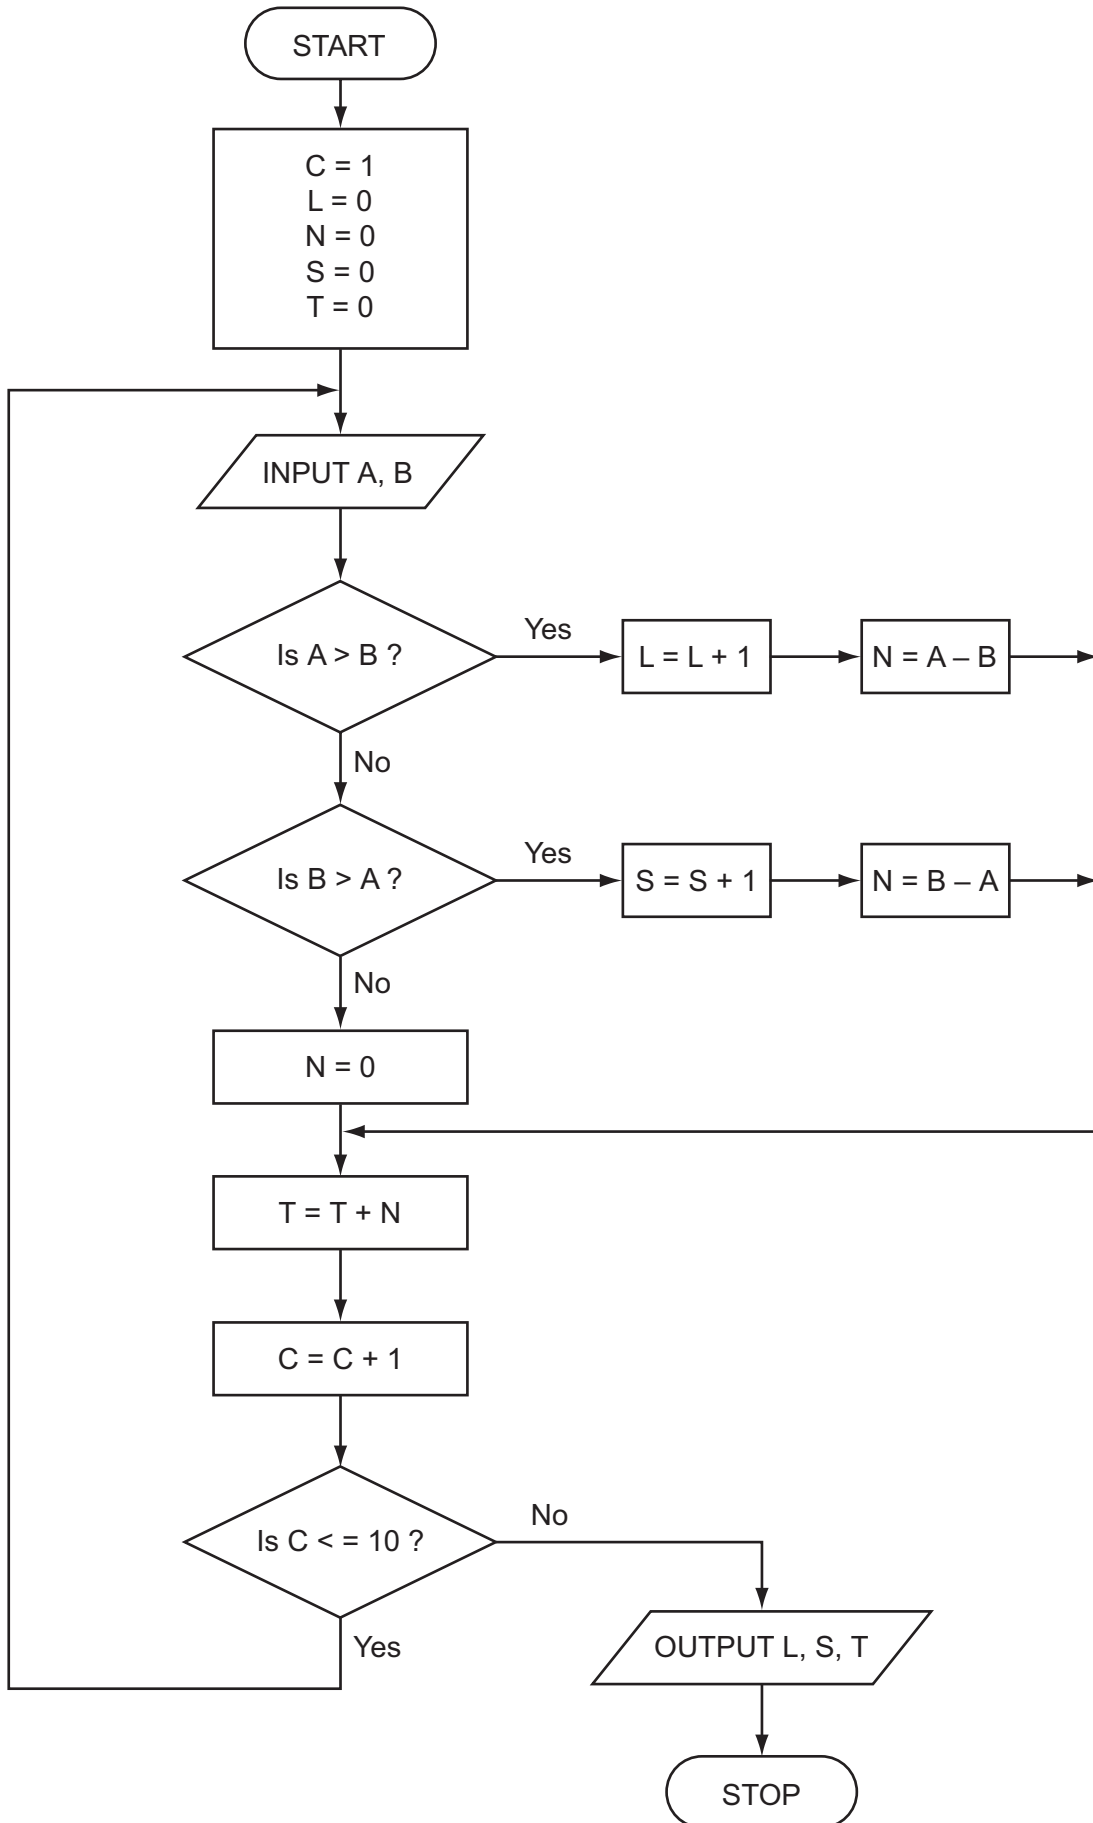 START
C = 1
L = 0
N = 0
S = 0
T = 0
INPUT A, B
Is A > B ?
Yes
L = L + 1
N = A – B
No
Is B > A ?
Yes
S = S + 1
N = B – A
No
N = 0
T = T + N
C = C + 1
Is C < = 10 ?
No
Yes
OUTPUT L, S, T
STOP